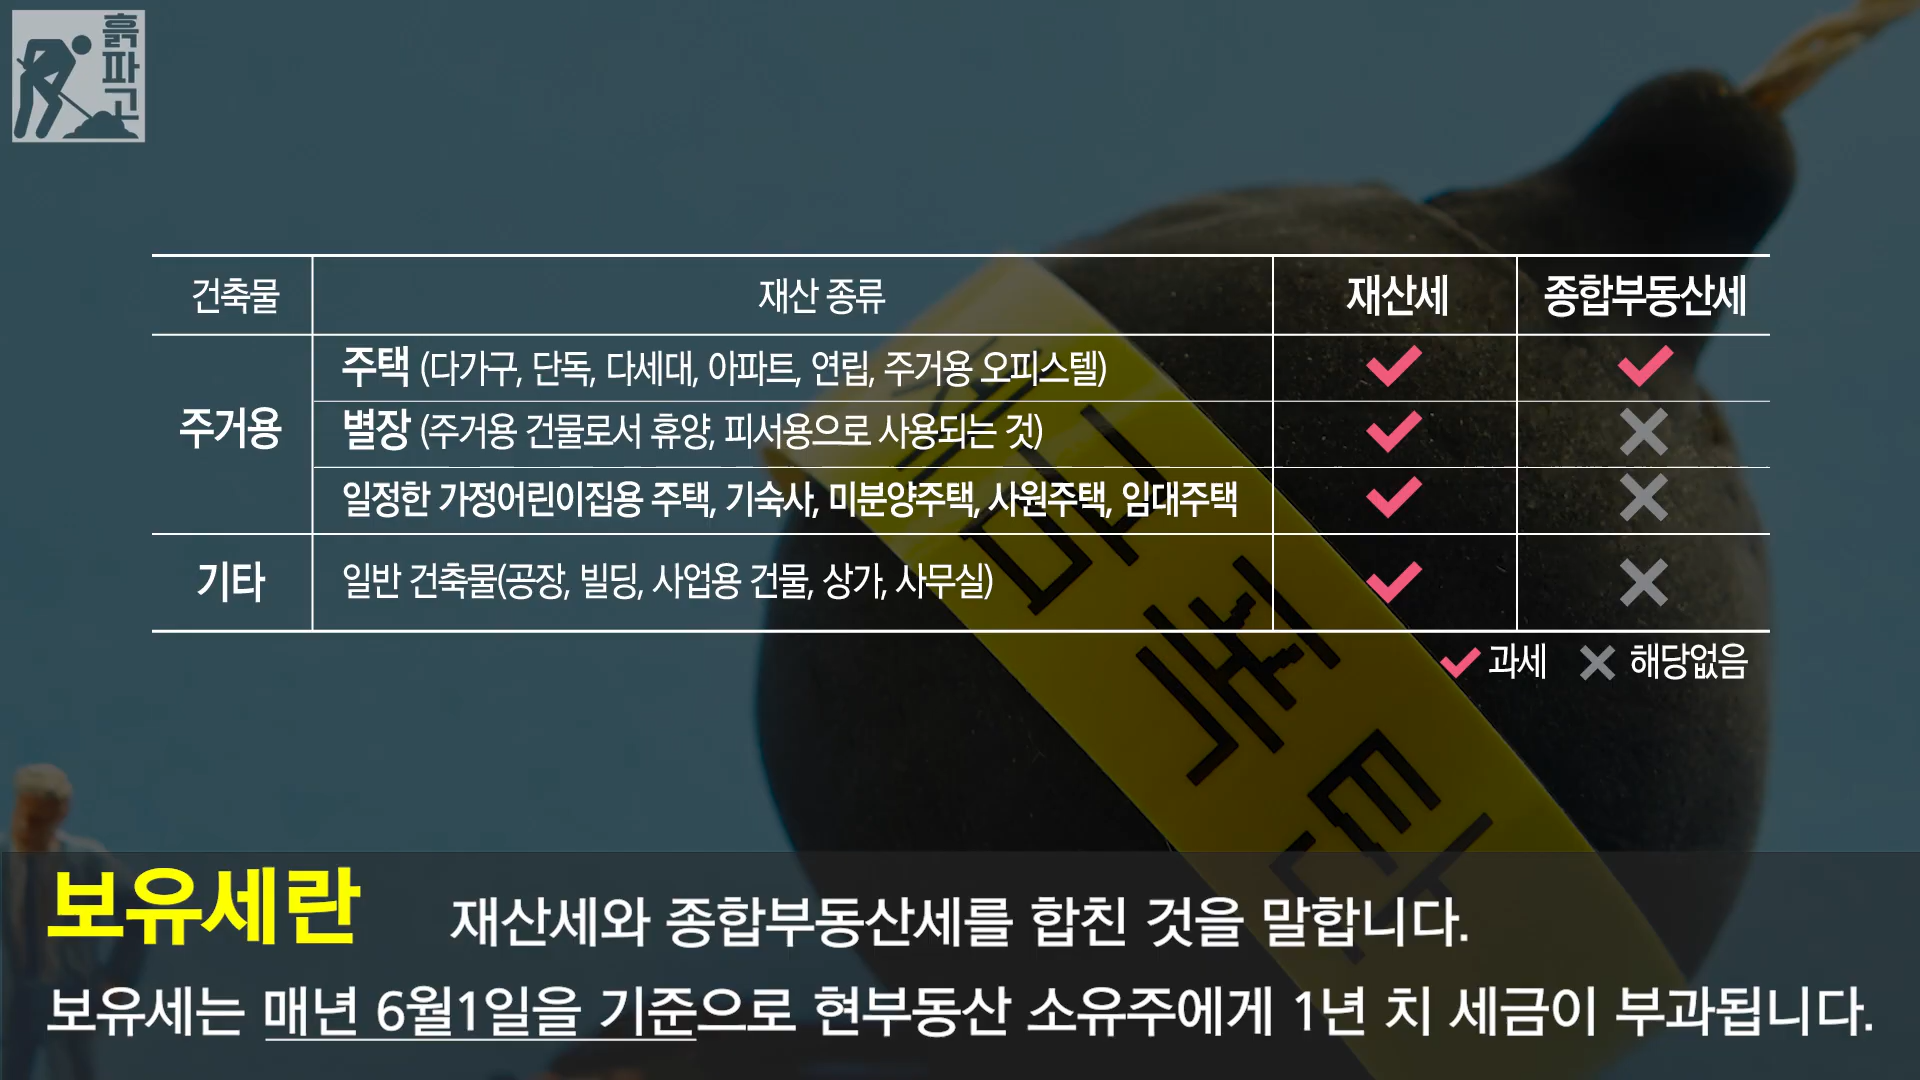 흙파고
건축물 재산 종류 재산세 종합부동산세
주거용
주택 (다가구, 단독, 다세대, 아파트, 연립, 주거용 오피스텔)
별장 (주거용 건물로서 휴양, 피서용으로 사용되는 것)
일정한 가정어린이집용 주택, 기숙사, 미분양주택, 사원주택, 임대주택
기타 일반 건축물(공장, 빌딩, 사업용 건물, 상가, 사무실)
과세 해당없음
세금폭탄
보유세란 재산세와 종합부동산세를 합친 것을 말합니다.
보유세는 매년 6월1일을 기준으로 현부동산 소유주에게 1년 치 세금이 부과됩니다.